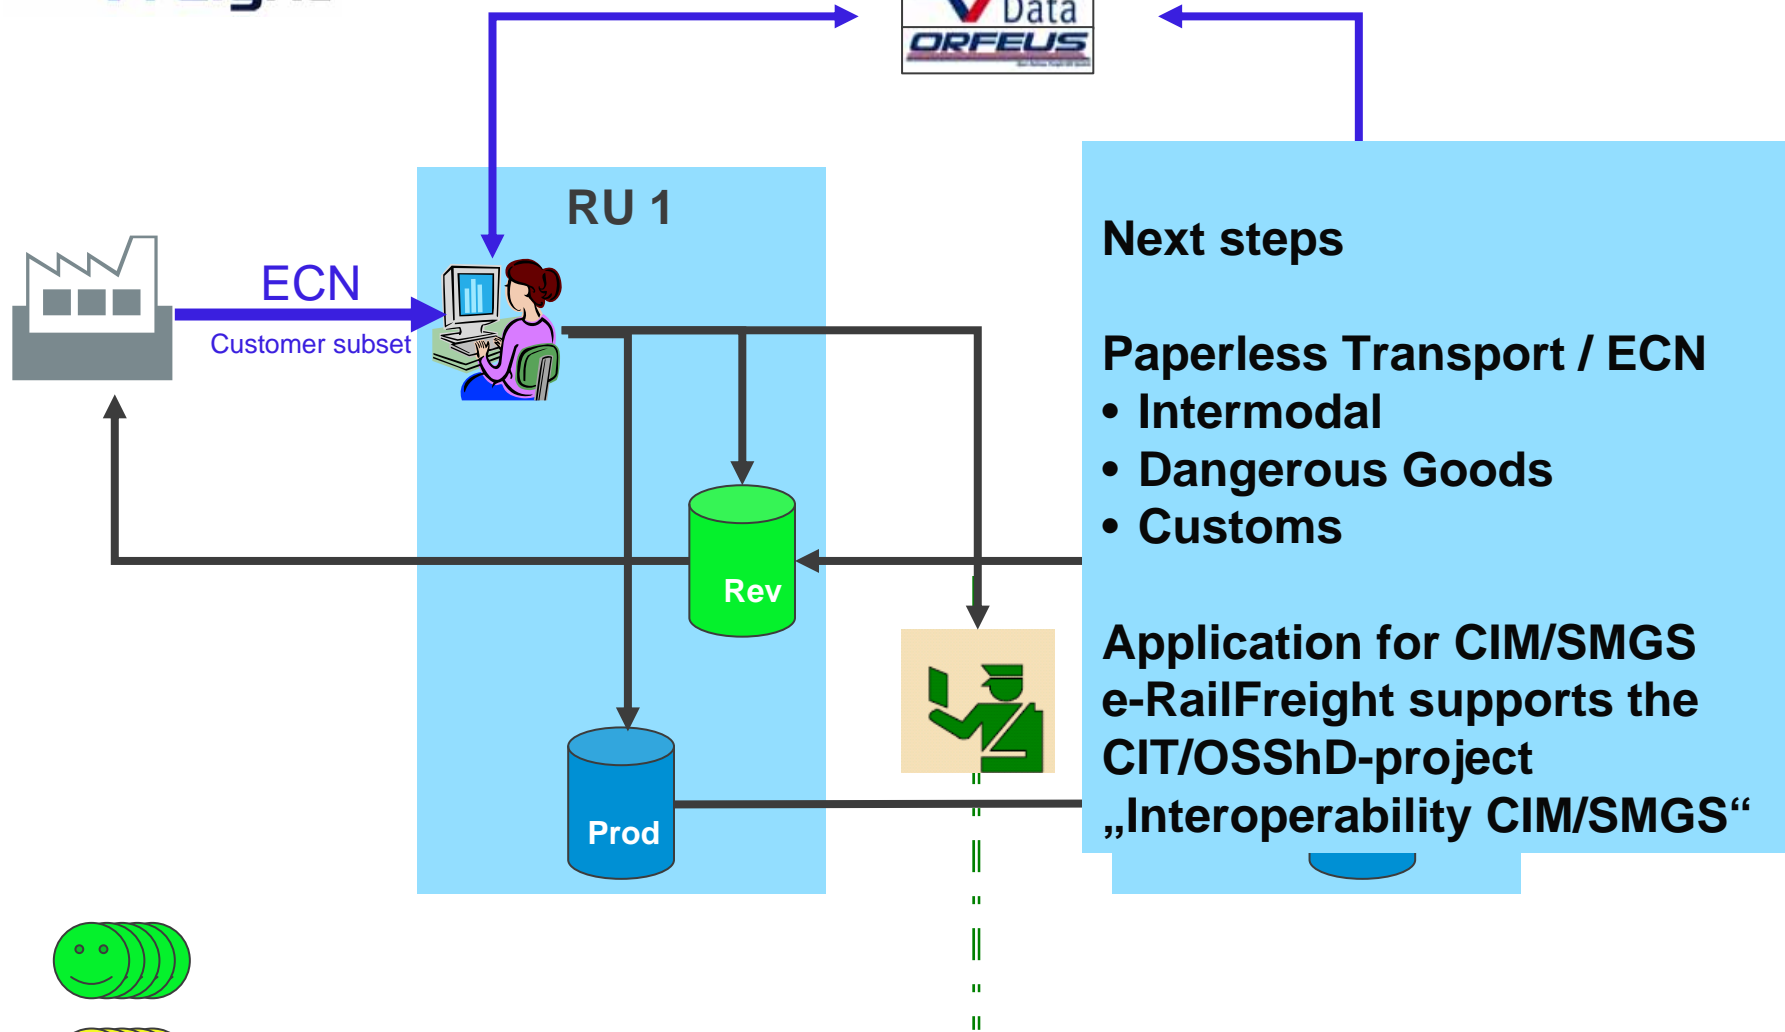 Data
ORFEUS
RU 1
ECN
Customer subset
Rev
Prod
Next steps
Paperless Transport / ECN
• Intermodal
• Dangerous Goods
• Customs
Application for CIM/SMGS
e-RailFreight supports the
CIT/OSShD-project
„Interoperability CIM/SMGS“